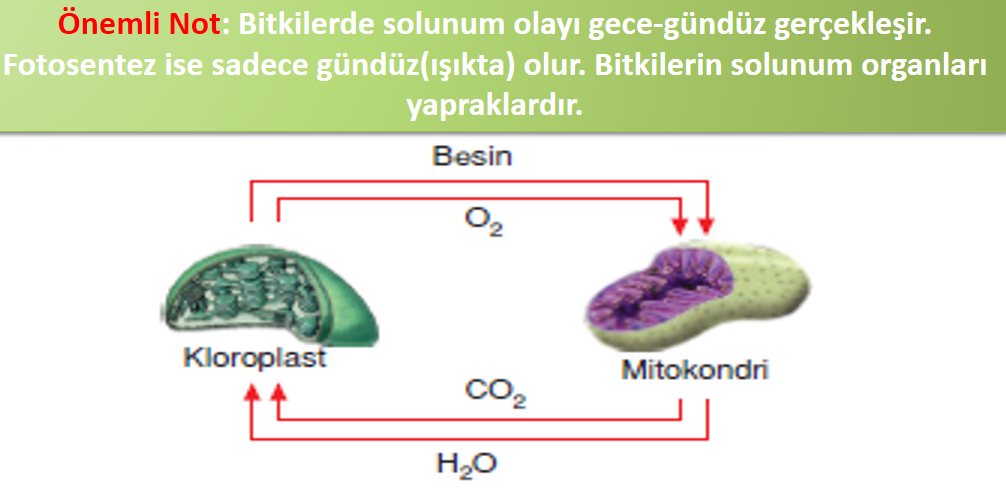 Önemli Not: Bitkilerde solunum olayı gece-gündüz gerçekleşir.
Fotosentez ise sadece gündüz(ışıkta) olur. Bitkilerin solunum organları
yapraklardır.
Besin
O₂
Kloroplast
Mitokondri
CO₂
H₂O